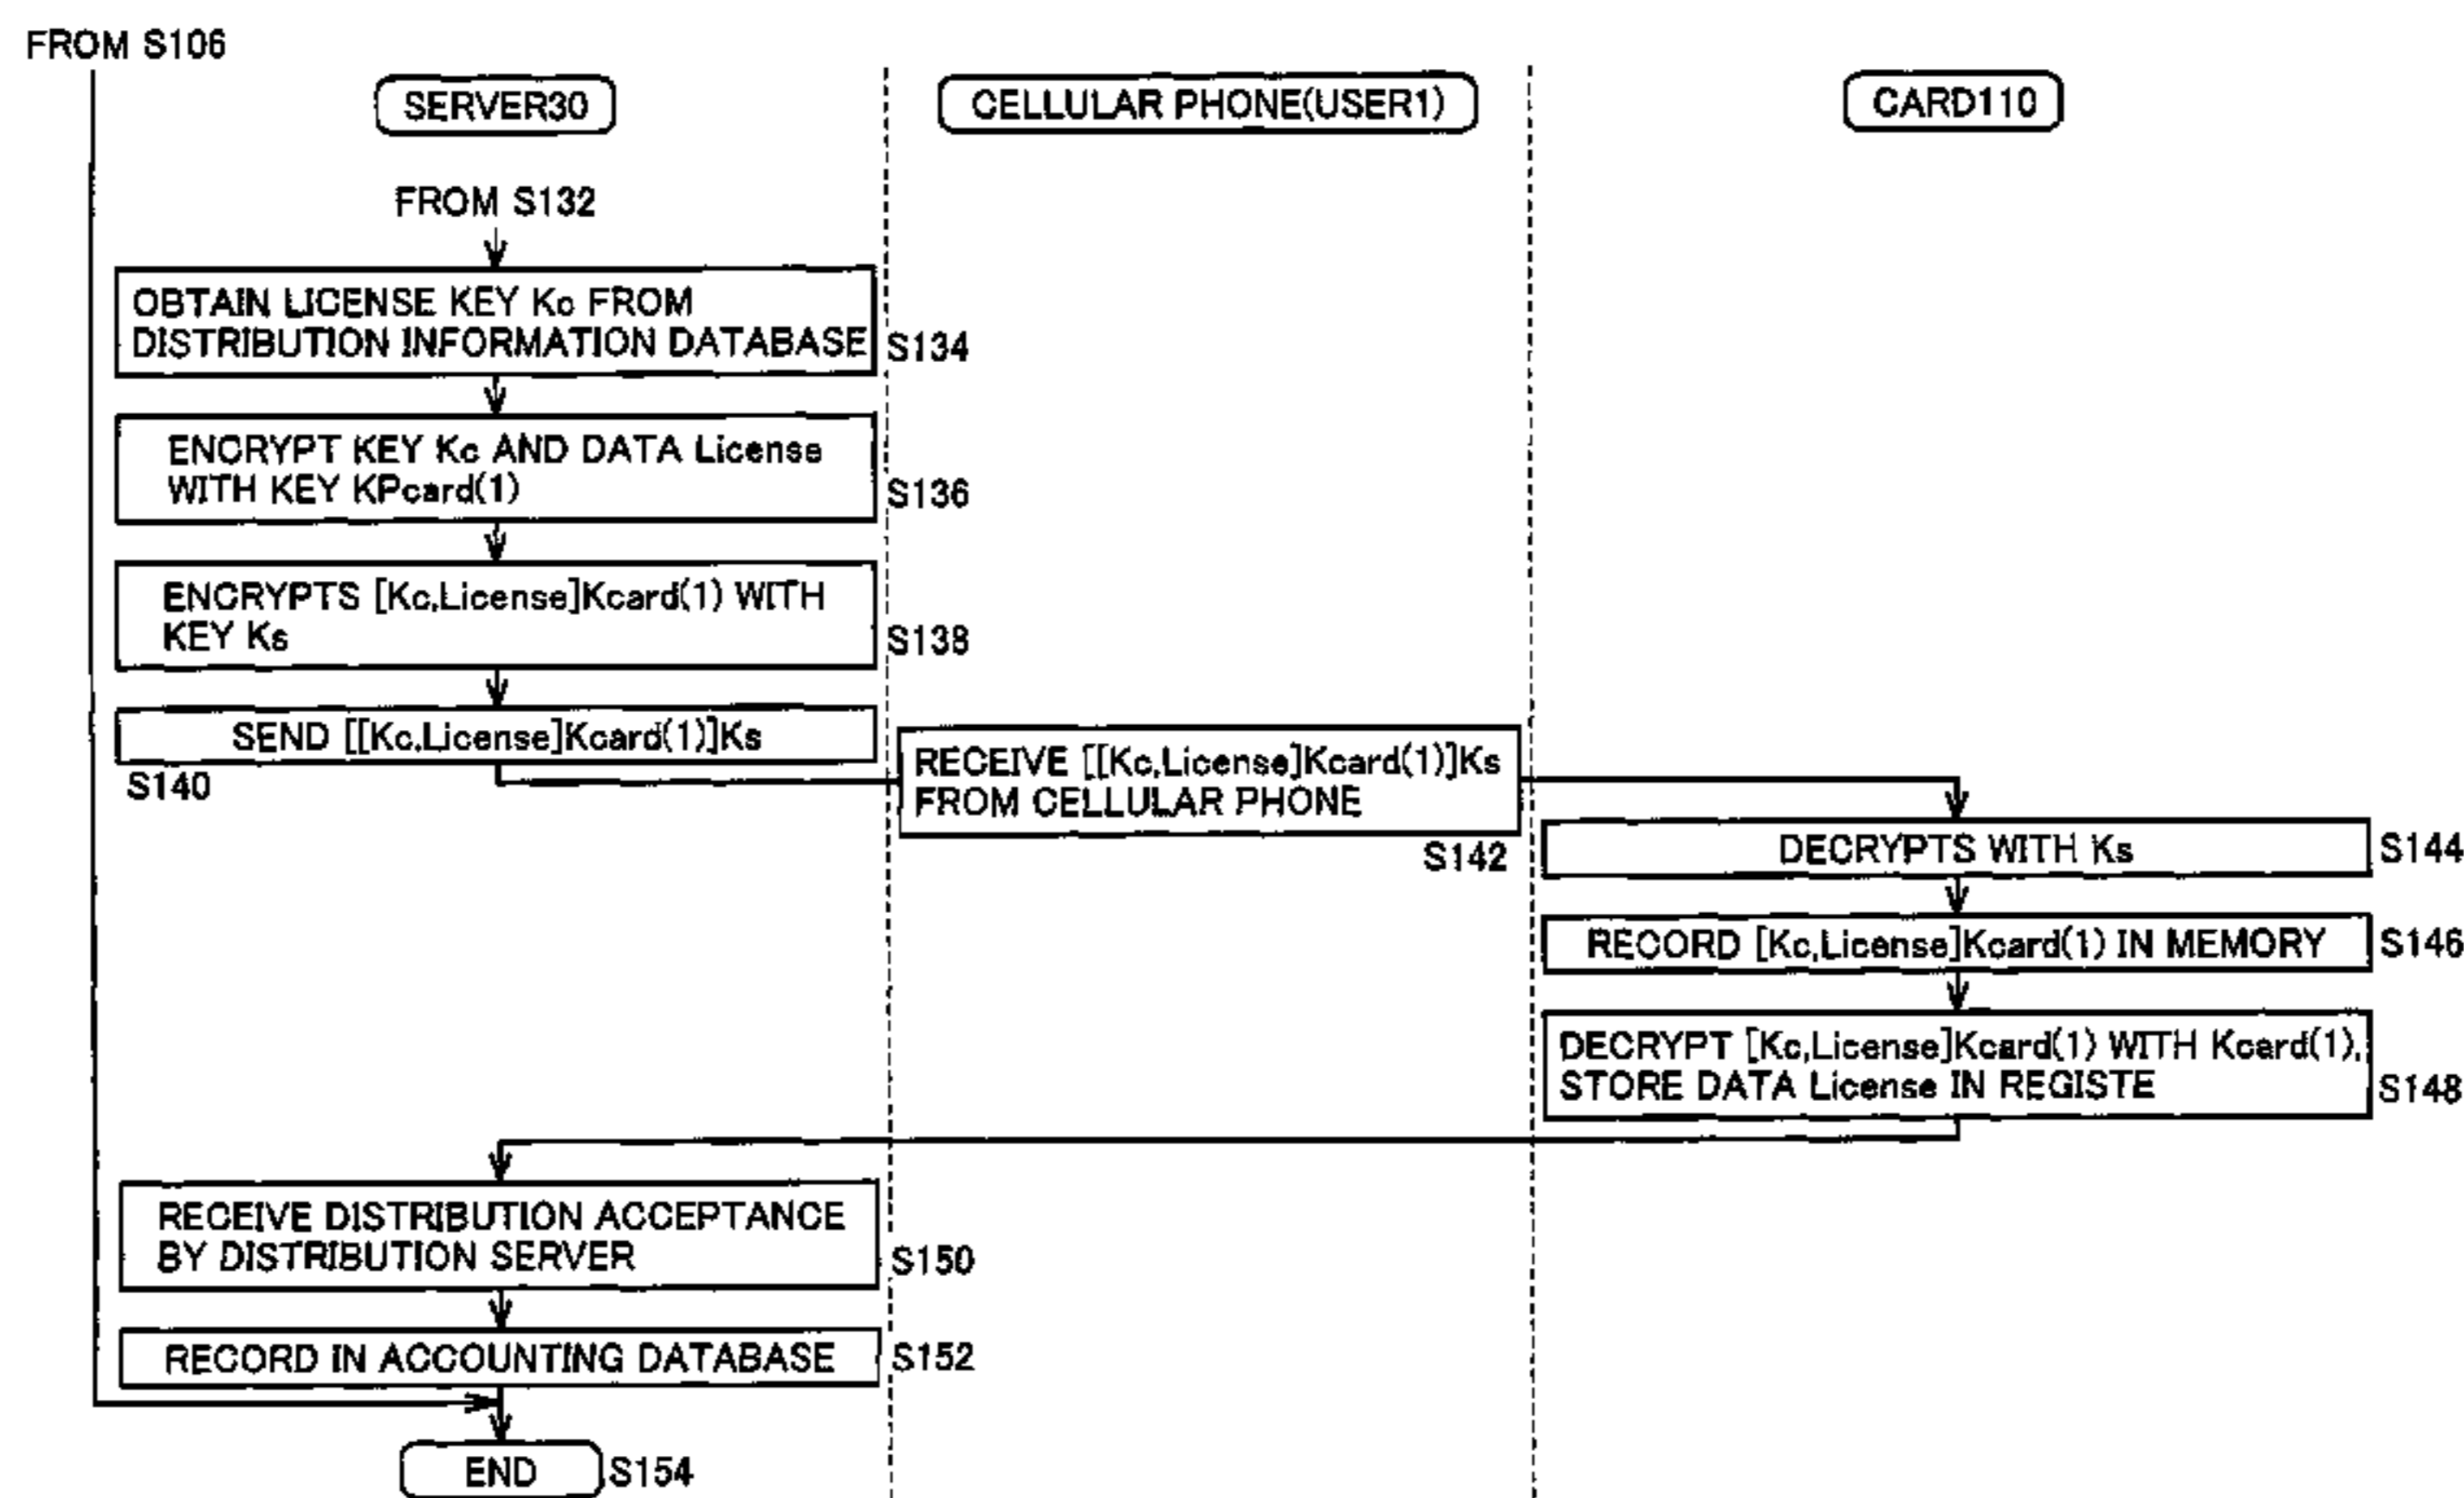 FROM S106
SERVER30
CELLULAR PHONE(USER1)
CARD110
FROM S132
OBTAIN LICENSE KEY Kc FROM
DISTRIBUTION INFORMATION DATABASE
S134
ENCRYPT KEY Kc AND DATA License
WITH KEY KPcard(1)
S136
ENCRYPTS [Kc,License]Kcard(1) WITH
KEY Ks
S138
SEND [[Kc,License]Kcard(1)]Ks
S140
RECEIVE [[Kc,License]Kcard(1)]Ks
FROM CELLULAR PHONE
S142
DECRYPTS WITH Ks
S144
RECORD [Kc,License]Kcard(1) IN MEMORY
S146
DECRYPT [Kc,License]Kcard(1) WITH Kcard(1),
STORE DATA License IN REGISTE
S148
RECEIVE DISTRIBUTION ACCEPTANCE
BY DISTRIBUTION SERVER
S150
RECORD IN ACCOUNTING DATABASE
S152
END
S154